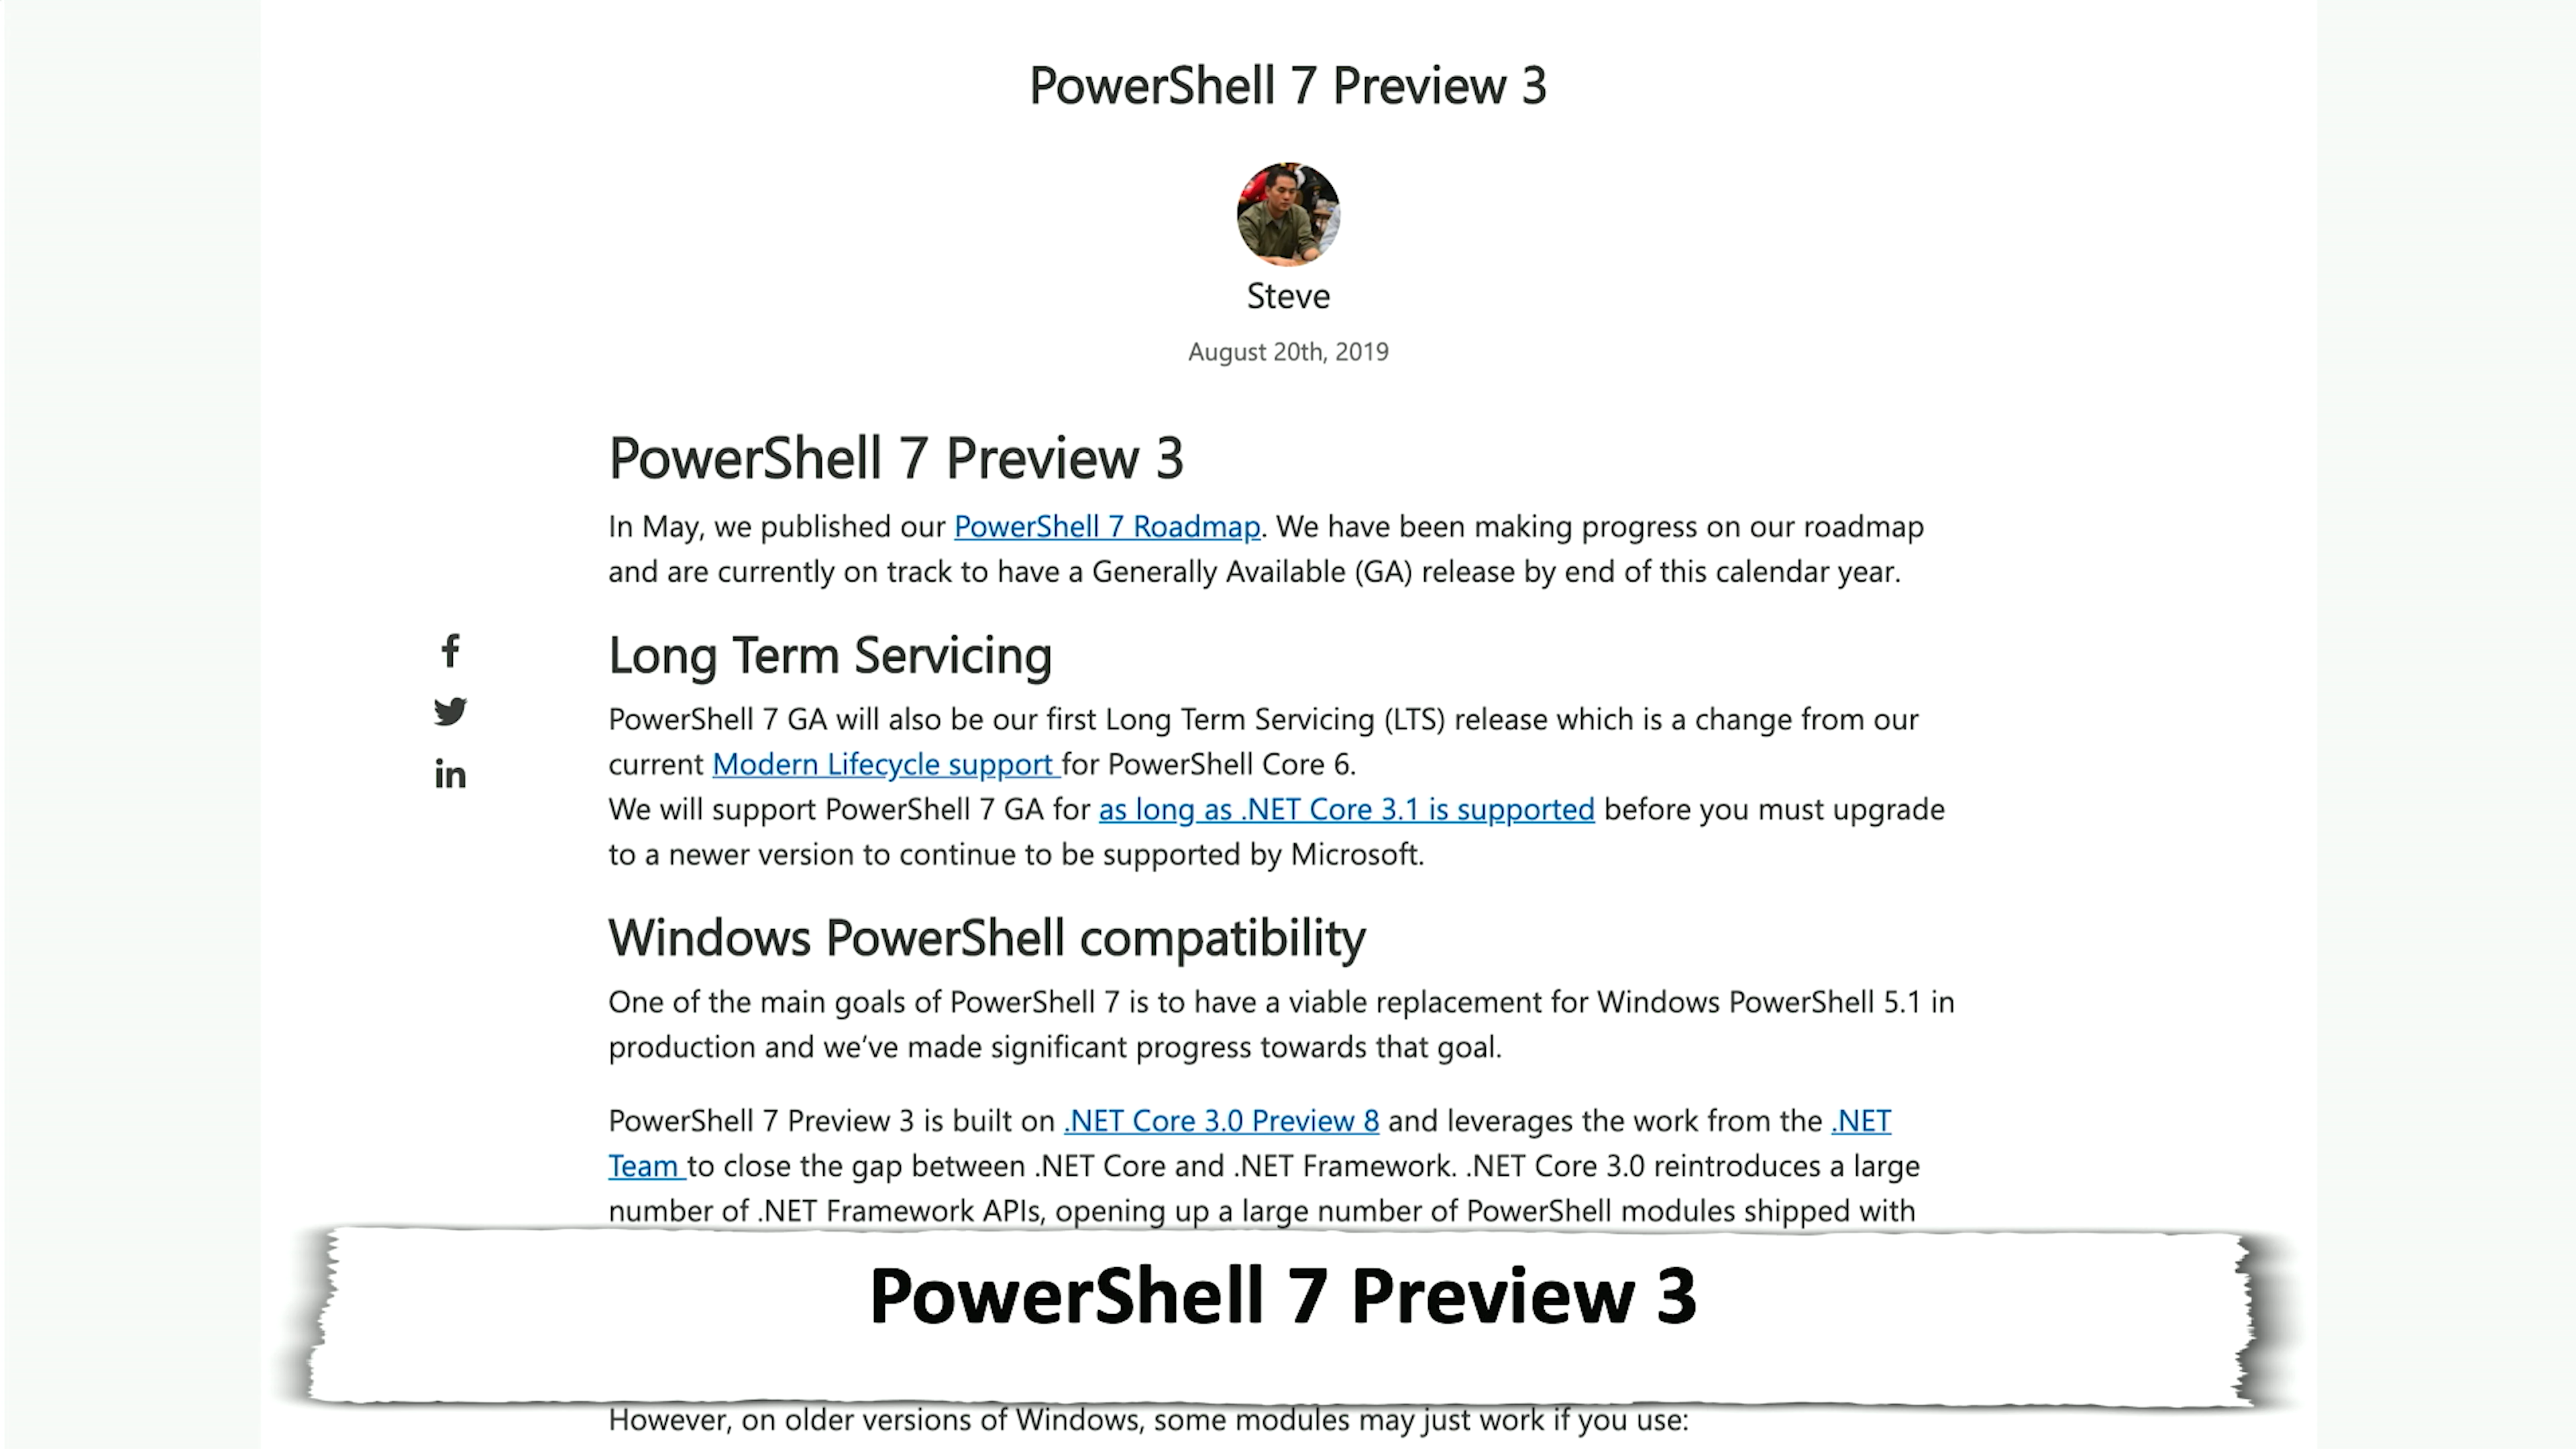 PowerShell 7 Preview 3
Steve
August 20th, 2019
PowerShell 7 Preview 3
In May, we published our PowerShell 7 Roadmap. We have been making progress on our roadmap
and are currently on track to have a Generally Available (GA) release by end of this calendar year.
Long Term Servicing
PowerShell 7 GA will also be our first Long Term Servicing (LTS) release which is a change from our
current Modern Lifecycle support for PowerShell Core 6.
We will support PowerShell 7 GA for as long as .NET Core 3.1 is supported before you must upgrade
to a newer version to continue to be supported by Microsoft.
Windows PowerShell compatibility
One of the main goals of PowerShell 7 is to have a viable replacement for Windows PowerShell 5.1 in
production and we’ve made significant progress towards that goal.
PowerShell 7 Preview 3 is built on .NET Core 3.0 Preview 8 and leverages the work from the .NET
Team to close the gap between .NET Core and .NET Framework. .NET Core 3.0 reintroduces a large
number of .NET Framework APIs, opening up a large number of PowerShell modules shipped with
PowerShell 7 Preview 3
However, on older versions of Windows, some modules may just work if you use: